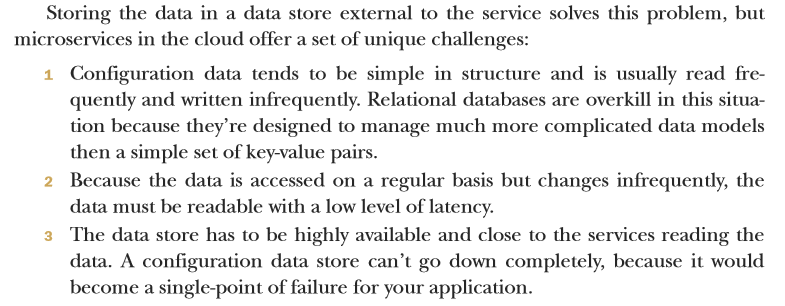 Storing the data in a data store external to the service solves this problem, but
microservices in the cloud offer a set of unique challenges:
1 Configuration data tends to be simple in structure and is usually read fre-
quently and written infrequently. Relational databases are overkill in this situa-
tion because they're designed to manage much more complicated data models
then a simple set of key-value pairs.
2 Because the data is accessed on a regular basis but changes infrequently, the
data must be readable with a low level of latency.
3 The data store has to be highly available and close to the services reading the
data. A configuration data store can't go down completely, because it would
become a single-point of failure for your application.